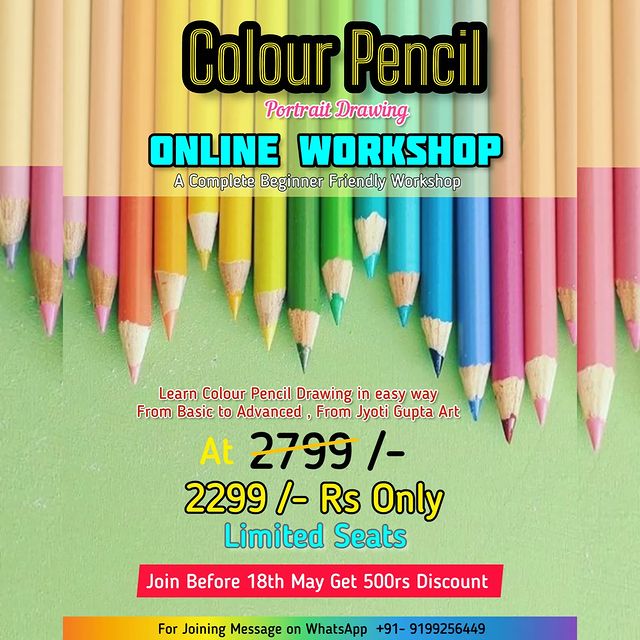 Colour Pencil
Portrait Drawing
ONLINE WORKSHOP
A Complete Beginner Friendly Workshop
Learn Colour Pencil Drawing in easy way
From Basic to Advanced , From Jyoti Gupta Art
At 2799 /-
2299 /- Rs Only
Limited Seats
Join Before 18th May Get 500rs Discount
For Joining Message on WhatsApp +91- 9199256449